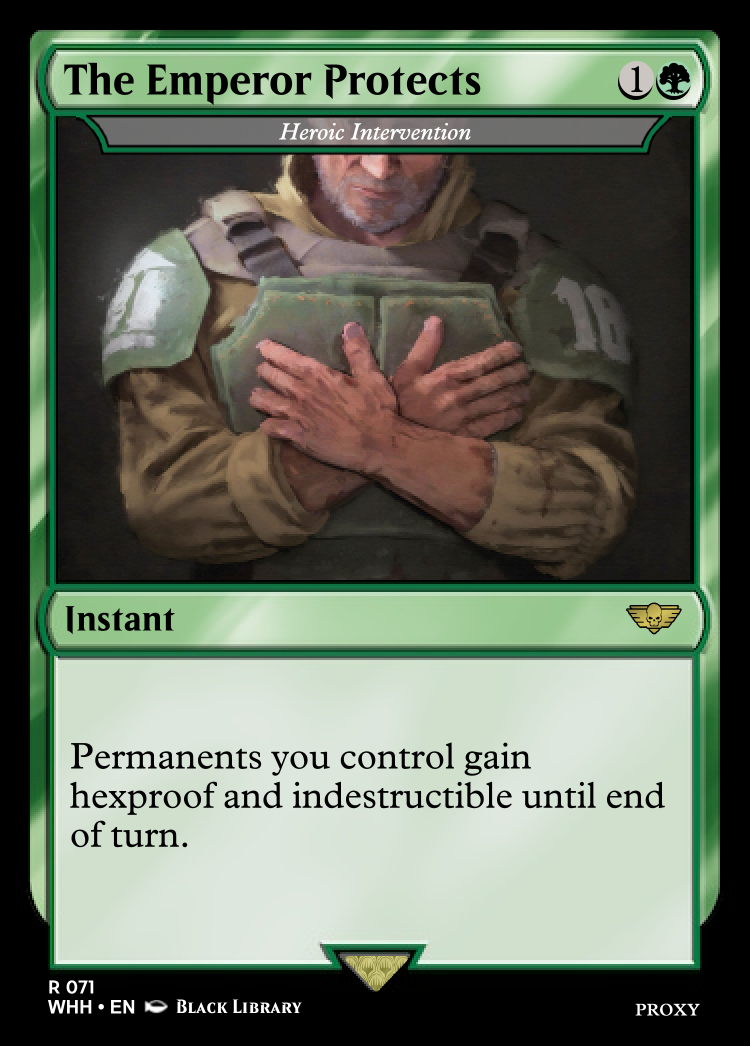 The Emperor Protects 1
Heroic Intervention
18
Instant
Permanents you control gain
hexproof and indestructible until end
of turn.
R 071
WHH • EN Black Library
PROXY